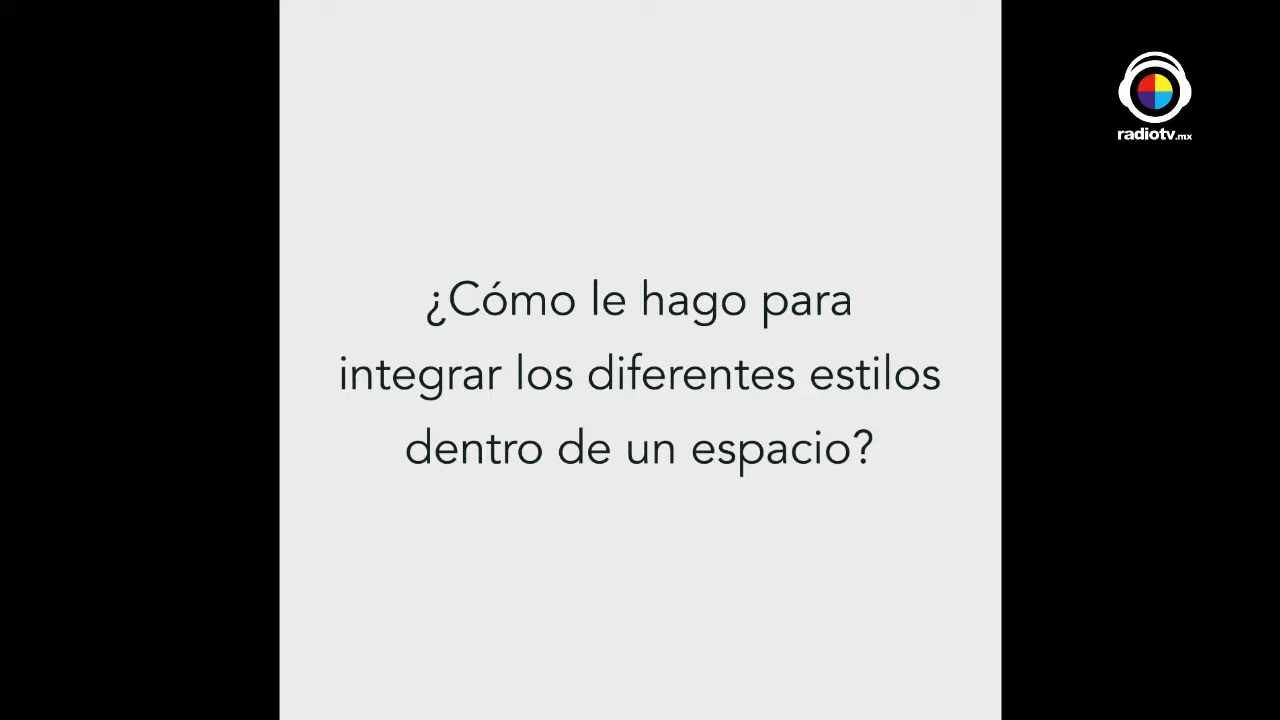 radiotv.mx
¿Cómo le hago para
integrar los diferentes estilos
dentro de un espacio?